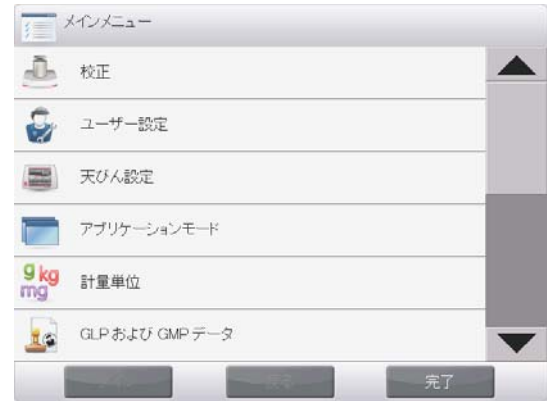 メインメニュー
校正
ユーザー設定
天びん設定
アプリケーションモード
g kg
mg
計量単位
GLP および GMP データ
戻る
完了